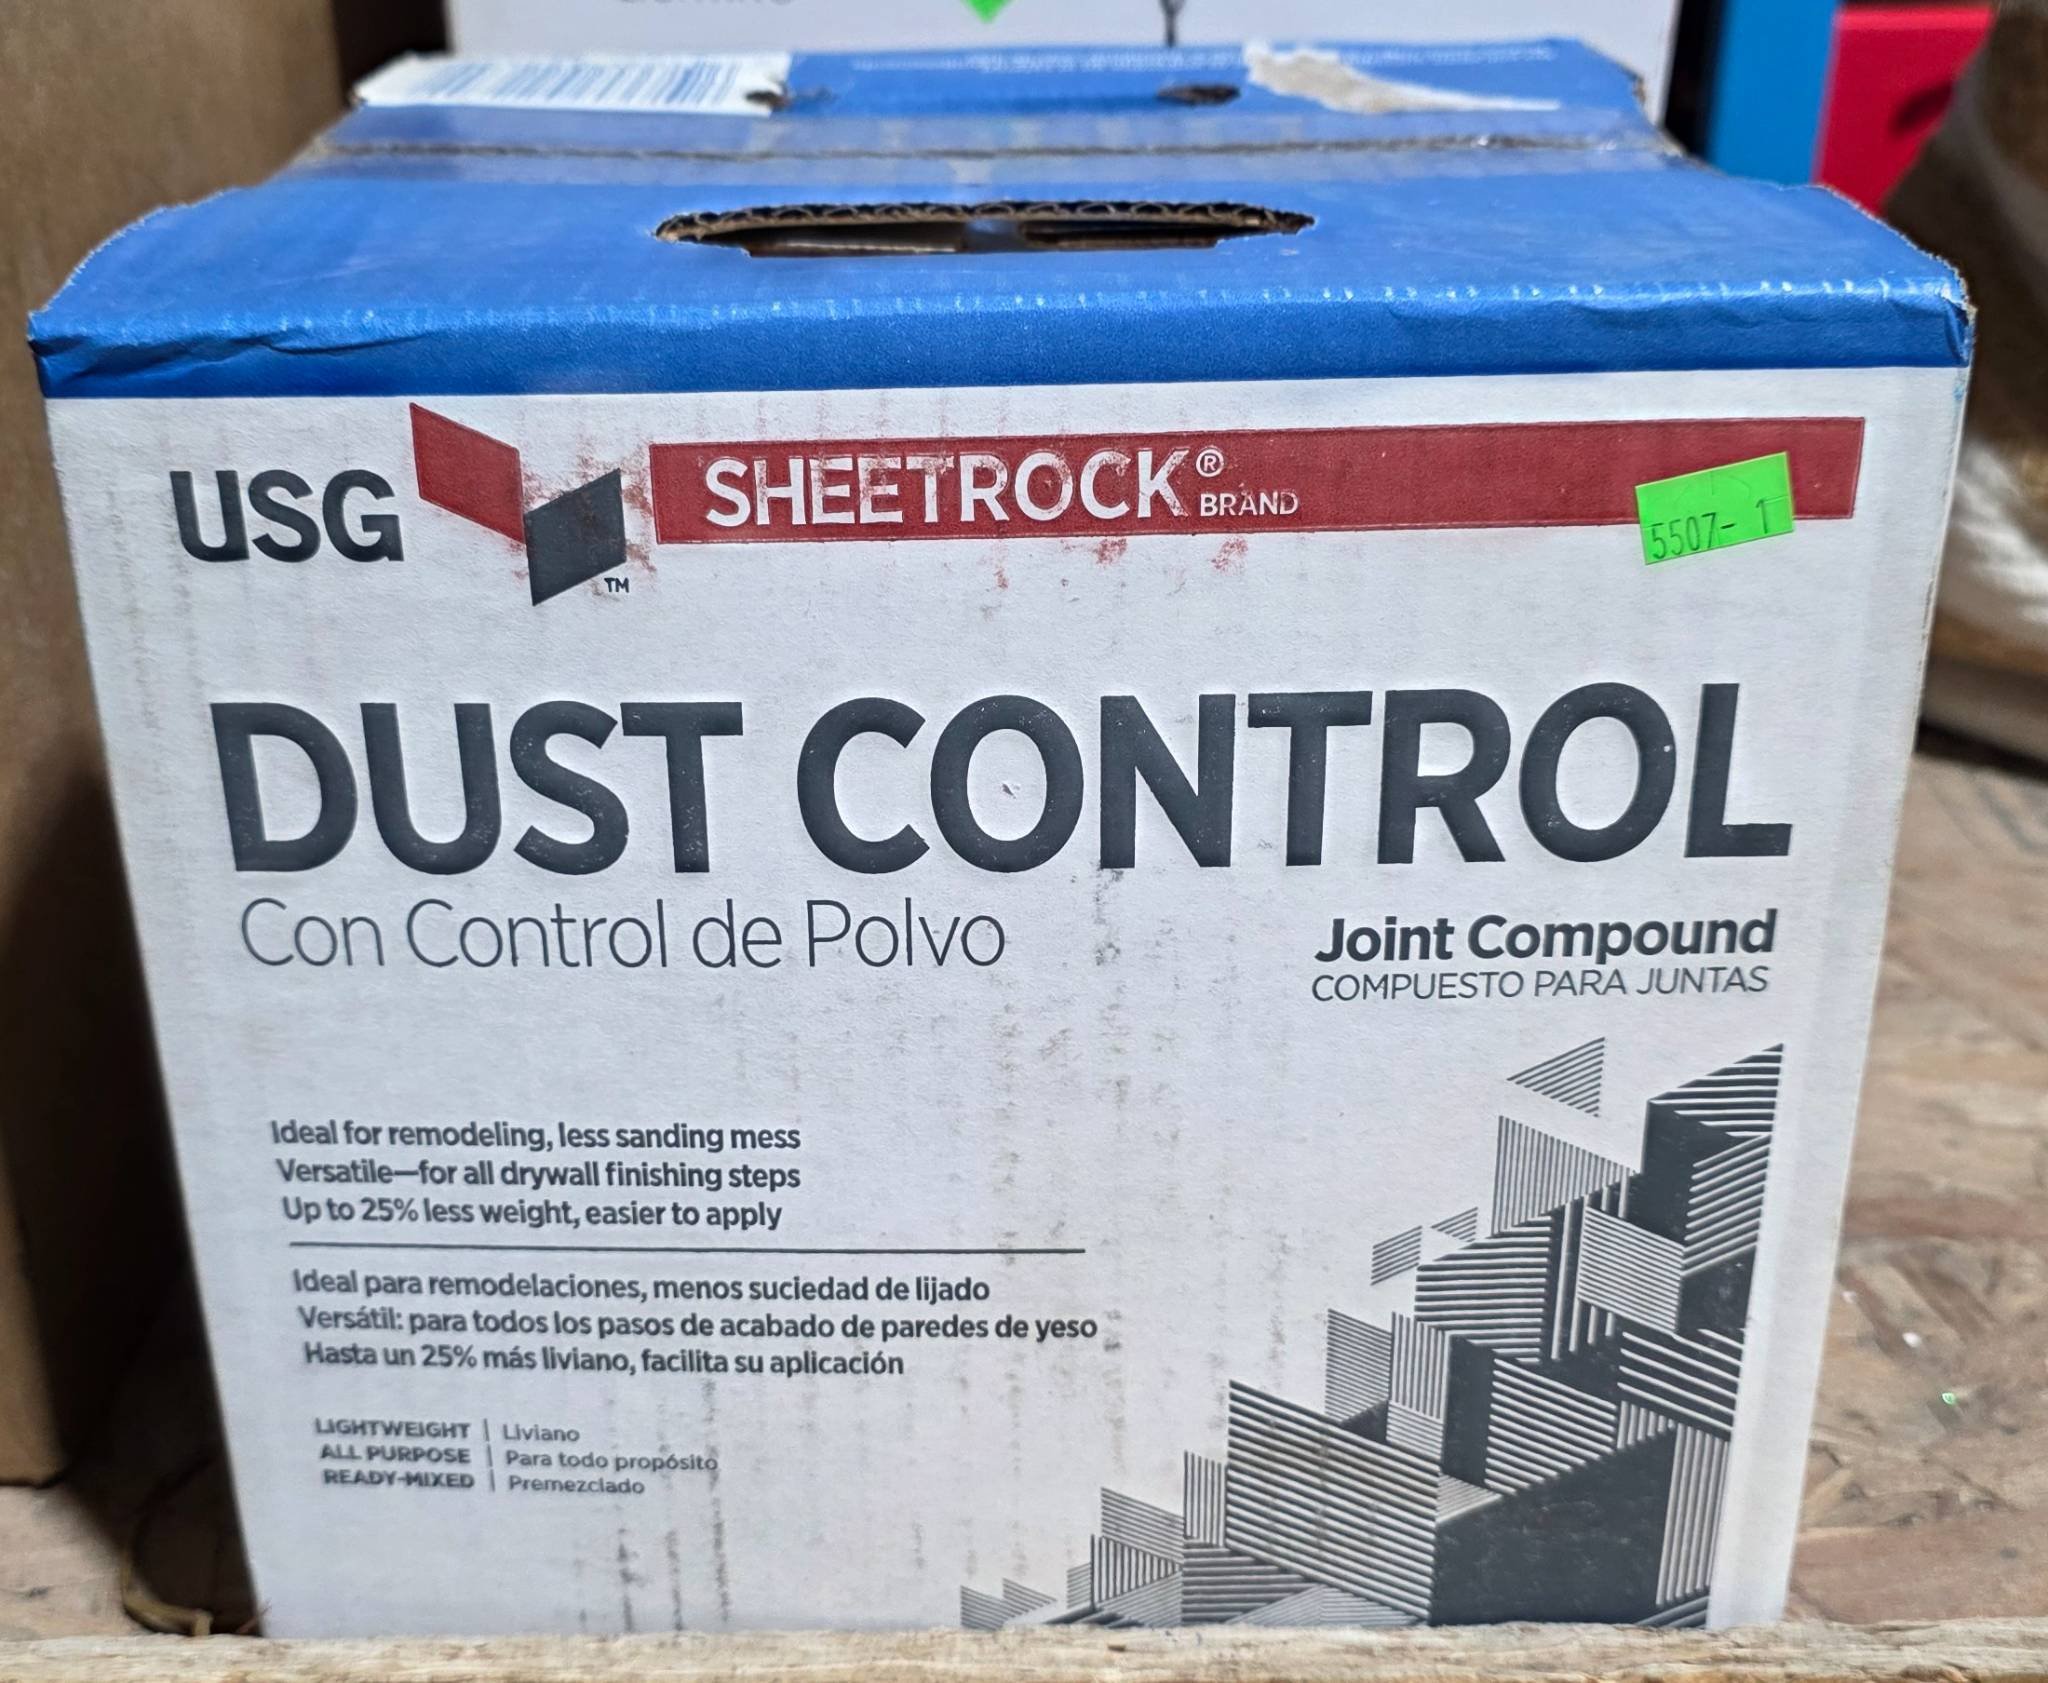 USG
TM
SHEETROCK® BRAND
5507- 1
DUST CONTROL
Con Control de Polvo
Joint Compound
COMPUESTO PARA JUNTAS
Ideal for remodeling, less sanding mess
Versatile—for all drywall finishing steps
Up to 25% less weight, easier to apply
Ideal para remodelaciones, menos suciedad de lijado
Versátil: para todos los pasos de acabado de paredes de yeso
Hasta un 25% más liviano, facilita su aplicación
LIGHTWEIGHT | Liviano
ALL PURPOSE | Para todo propósito
READY-MIXED | Premezclado